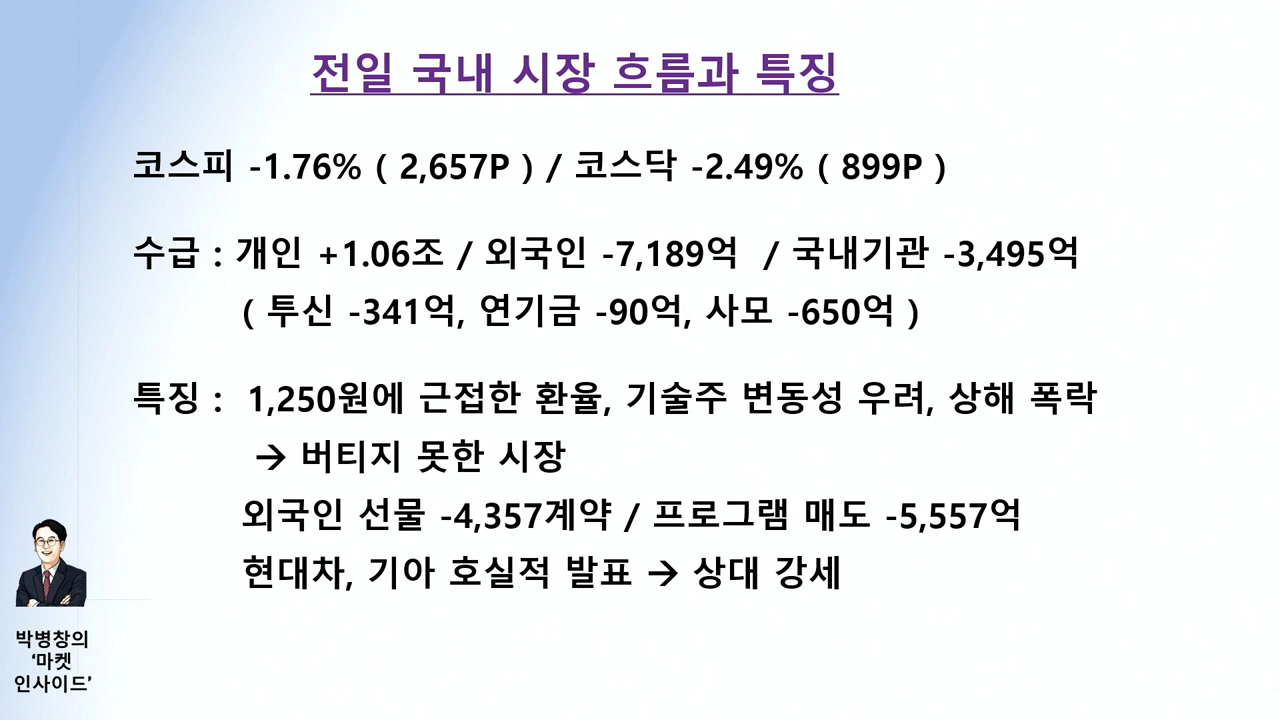 전일 국내 시장 흐름과 특징
코스피 -1.76% ( 2,657P ) / 코스닥 -2.49% ( 899P )
수급 : 개인 +1.06조 / 외국인 -7,189억 / 국내기관 -3,495억
( 투신 -341억, 연기금 -90억, 사모 -650억 )
특징 : 1,250원에 근접한 환율, 기술주 변동성 우려, 상해 폭락
→ 버티지 못한 시장
외국인 선물 -4,357계약 / 프로그램 매도 -5,557억
현대차, 기아 호실적 발표 → 상대 강세
박병창의
‘마켓
인사이드’